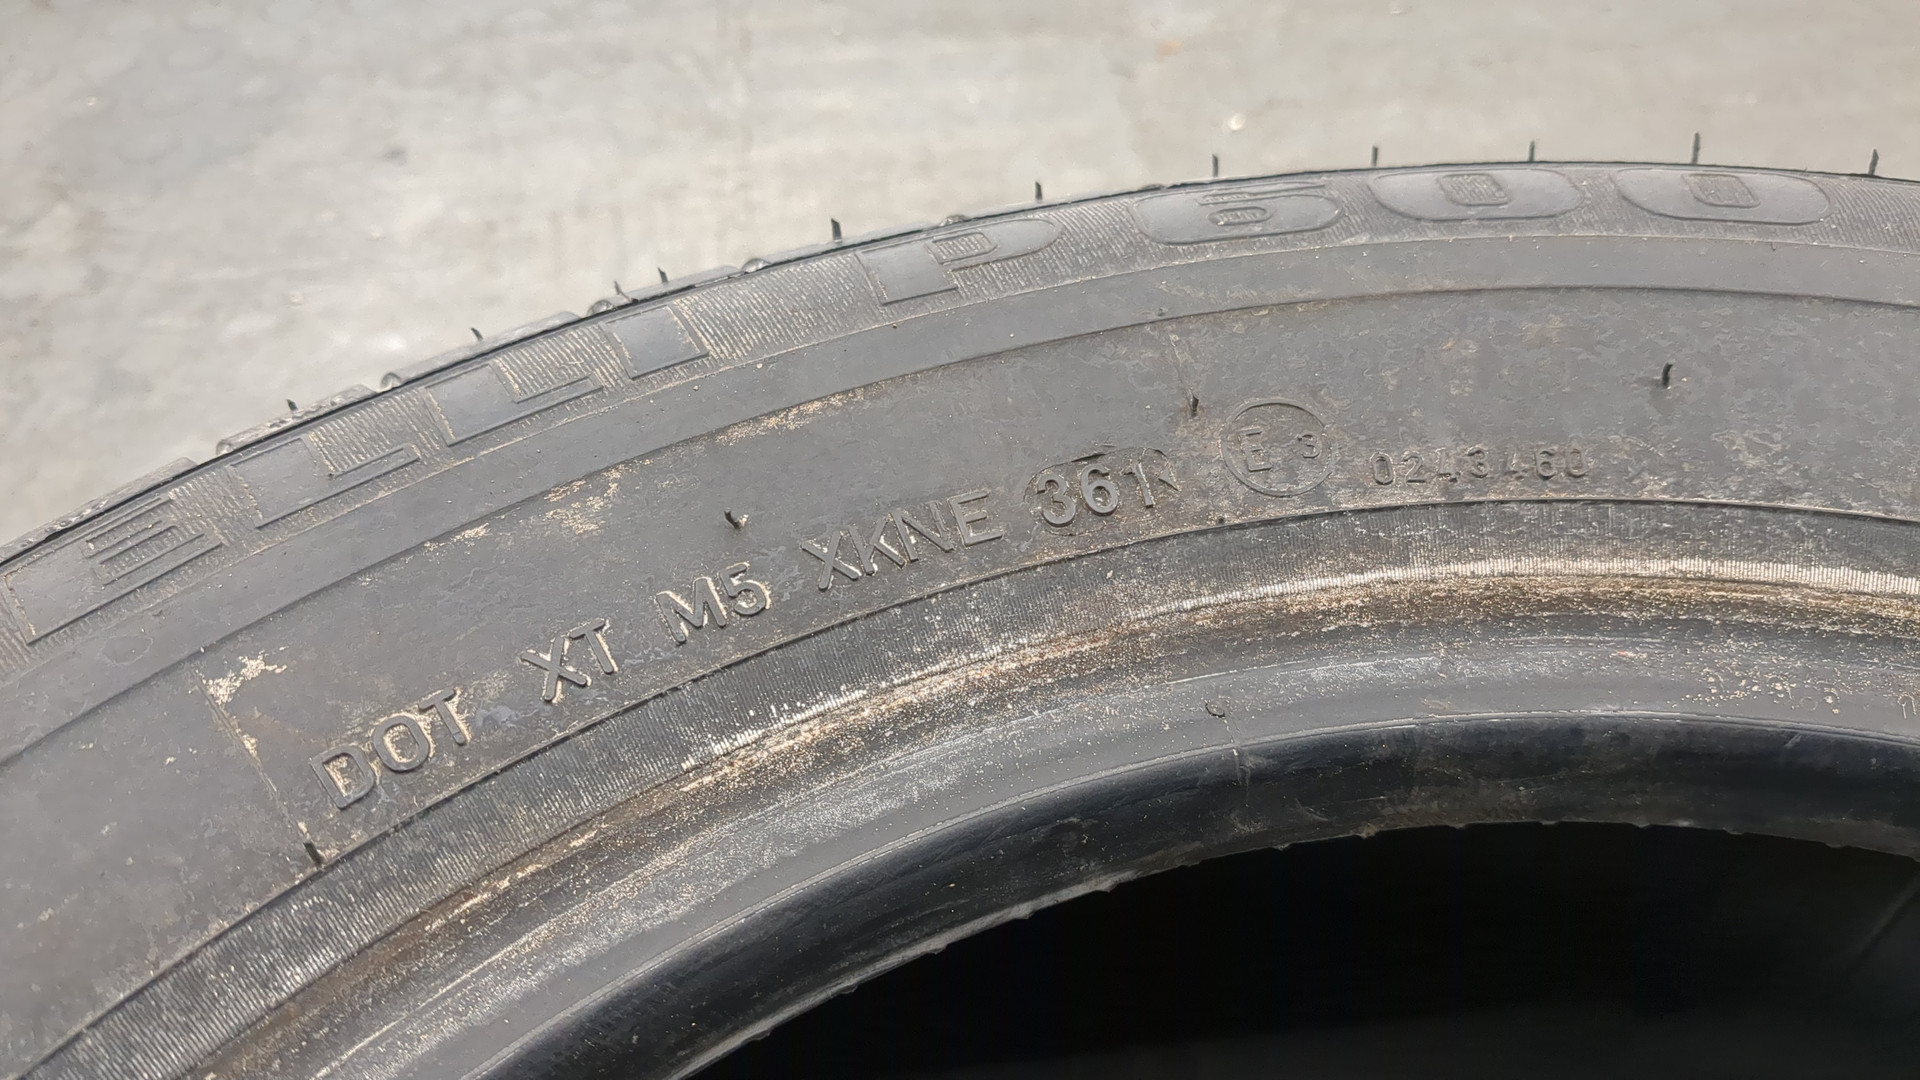 ELLI P600
DOT XT M5 XKNE 361 E3 0243460